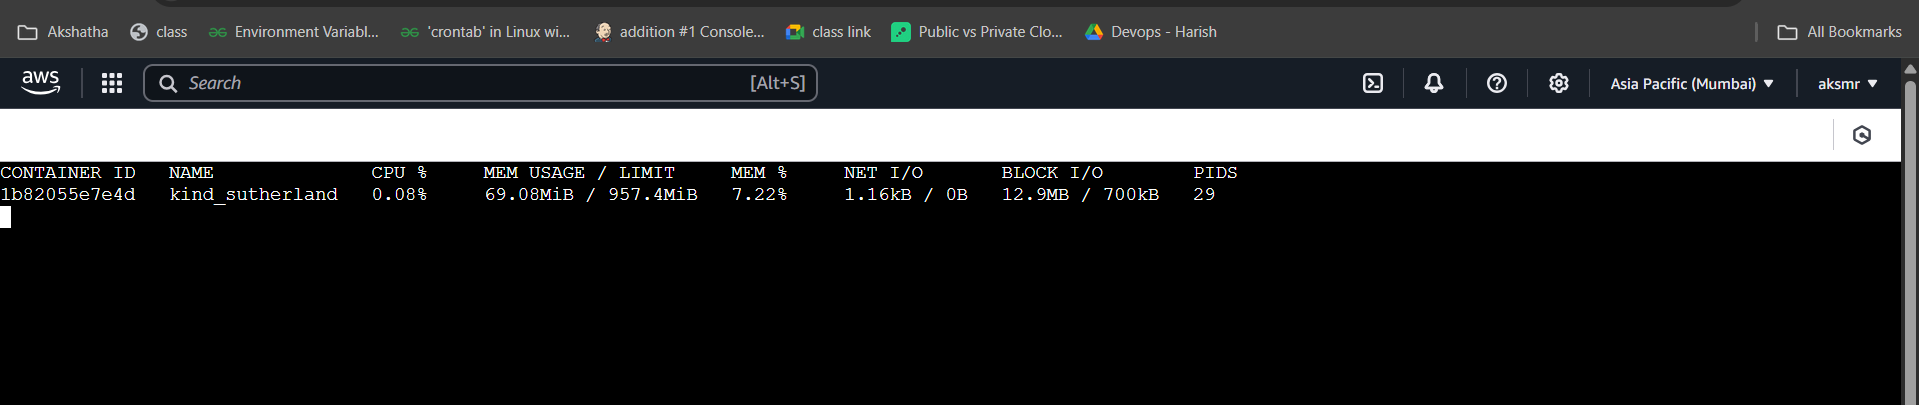 Akshatha class Environment Variabl... 'crontab' in Linux wi... addition #1 Console... class link Public vs Private Clo... Devops - Harish All Bookmarks
aws Search [Alt+S] Asia Pacific (Mumbai) aksmr
CONTAINER ID NAME CPU % MEM USAGE / LIMIT MEM % NET I/O BLOCK I/O PIDS
1b82055e7e4d kind_sutherland 0.08% 69.08MiB / 957.4MiB 7.22% 1.16kB / 0B 12.9MB / 700kB 29